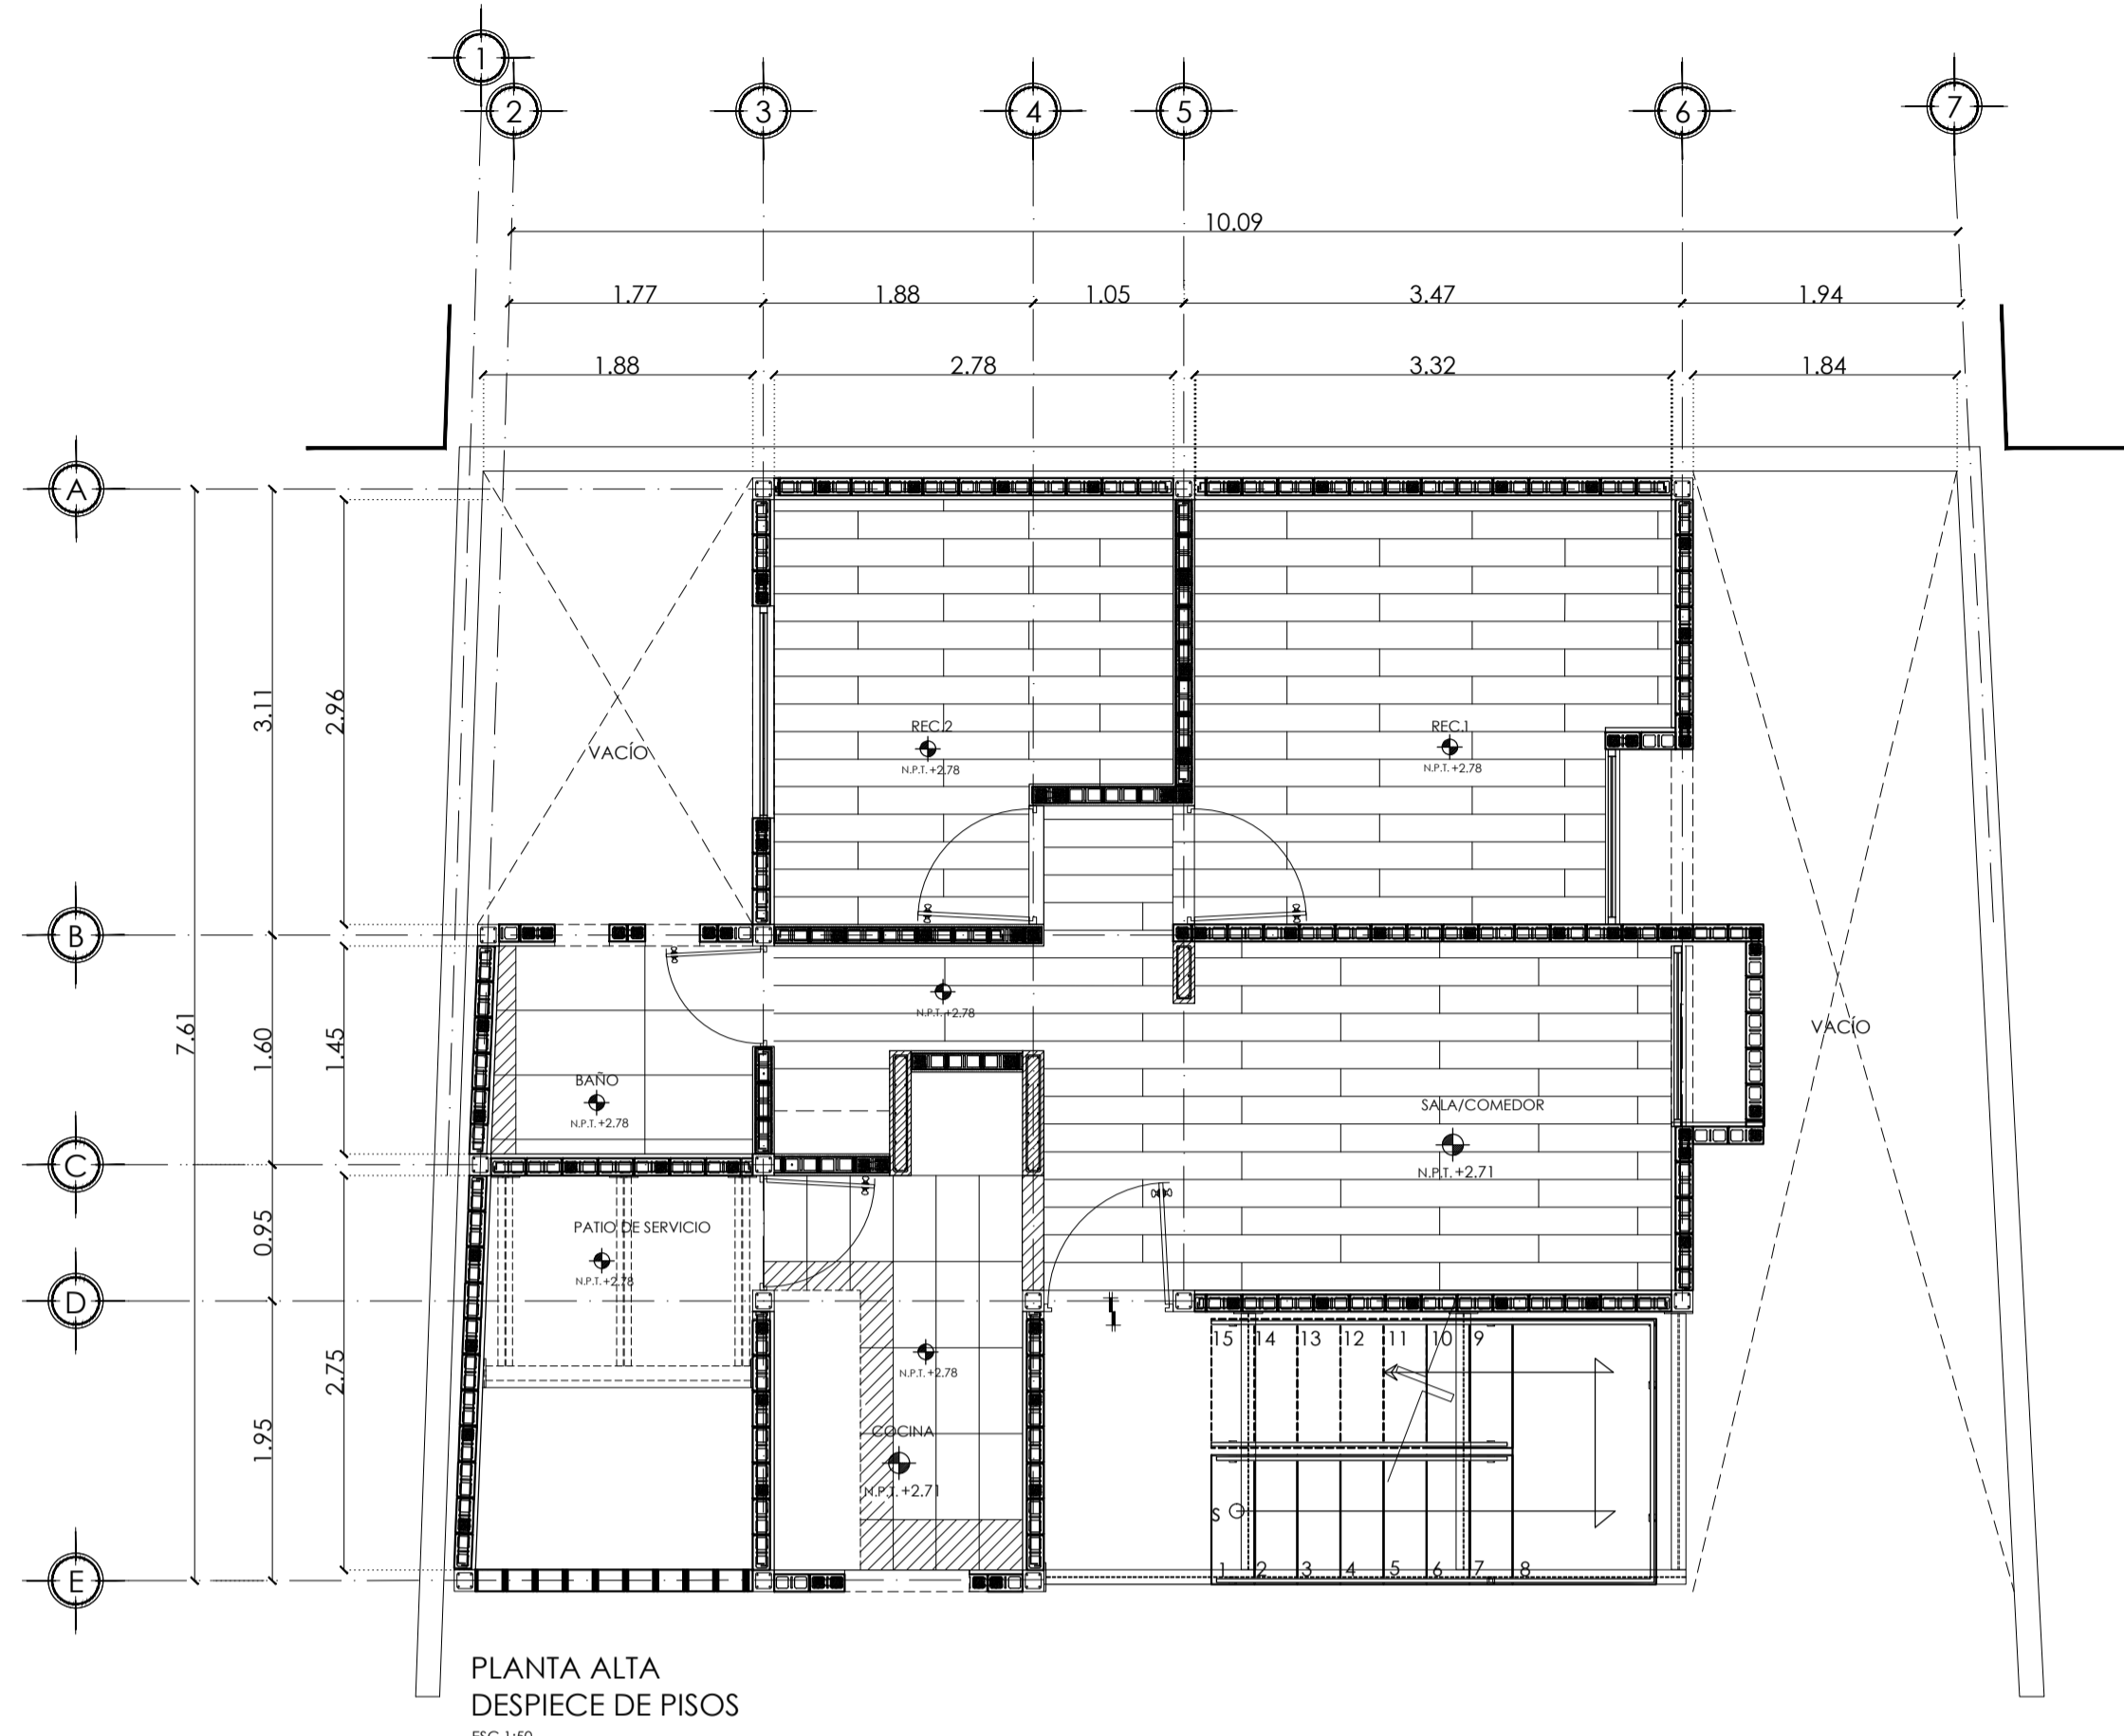 1
2
3
4
5
6
7
10.09
1.77
1.88
1.05
3.47
1.94
1.88
2.78
3.32
1.84
A
B
C
D
E
7.61
3.11
1.60
0.95
1.95
2.96
1.45
2.75
VACÍO
REC.2
N.P.T. +2.78
REC.1
N.P.T. +2.78
N.P.T. +2.78
VACÍO
BAÑO
N.P.T. +2.78
SALA/COMEDOR
N.P.T. +2.71
PATIO DE SERVICIO
N.P.T. +2.78
N.P.T. +2.78
COCINA
N.P.T. +2.71
15 14 13 12 11 10 9
S
1 2 3 4 5 6 7 8
PLANTA ALTA
DESPIECE DE PISOS
ESC 1:50